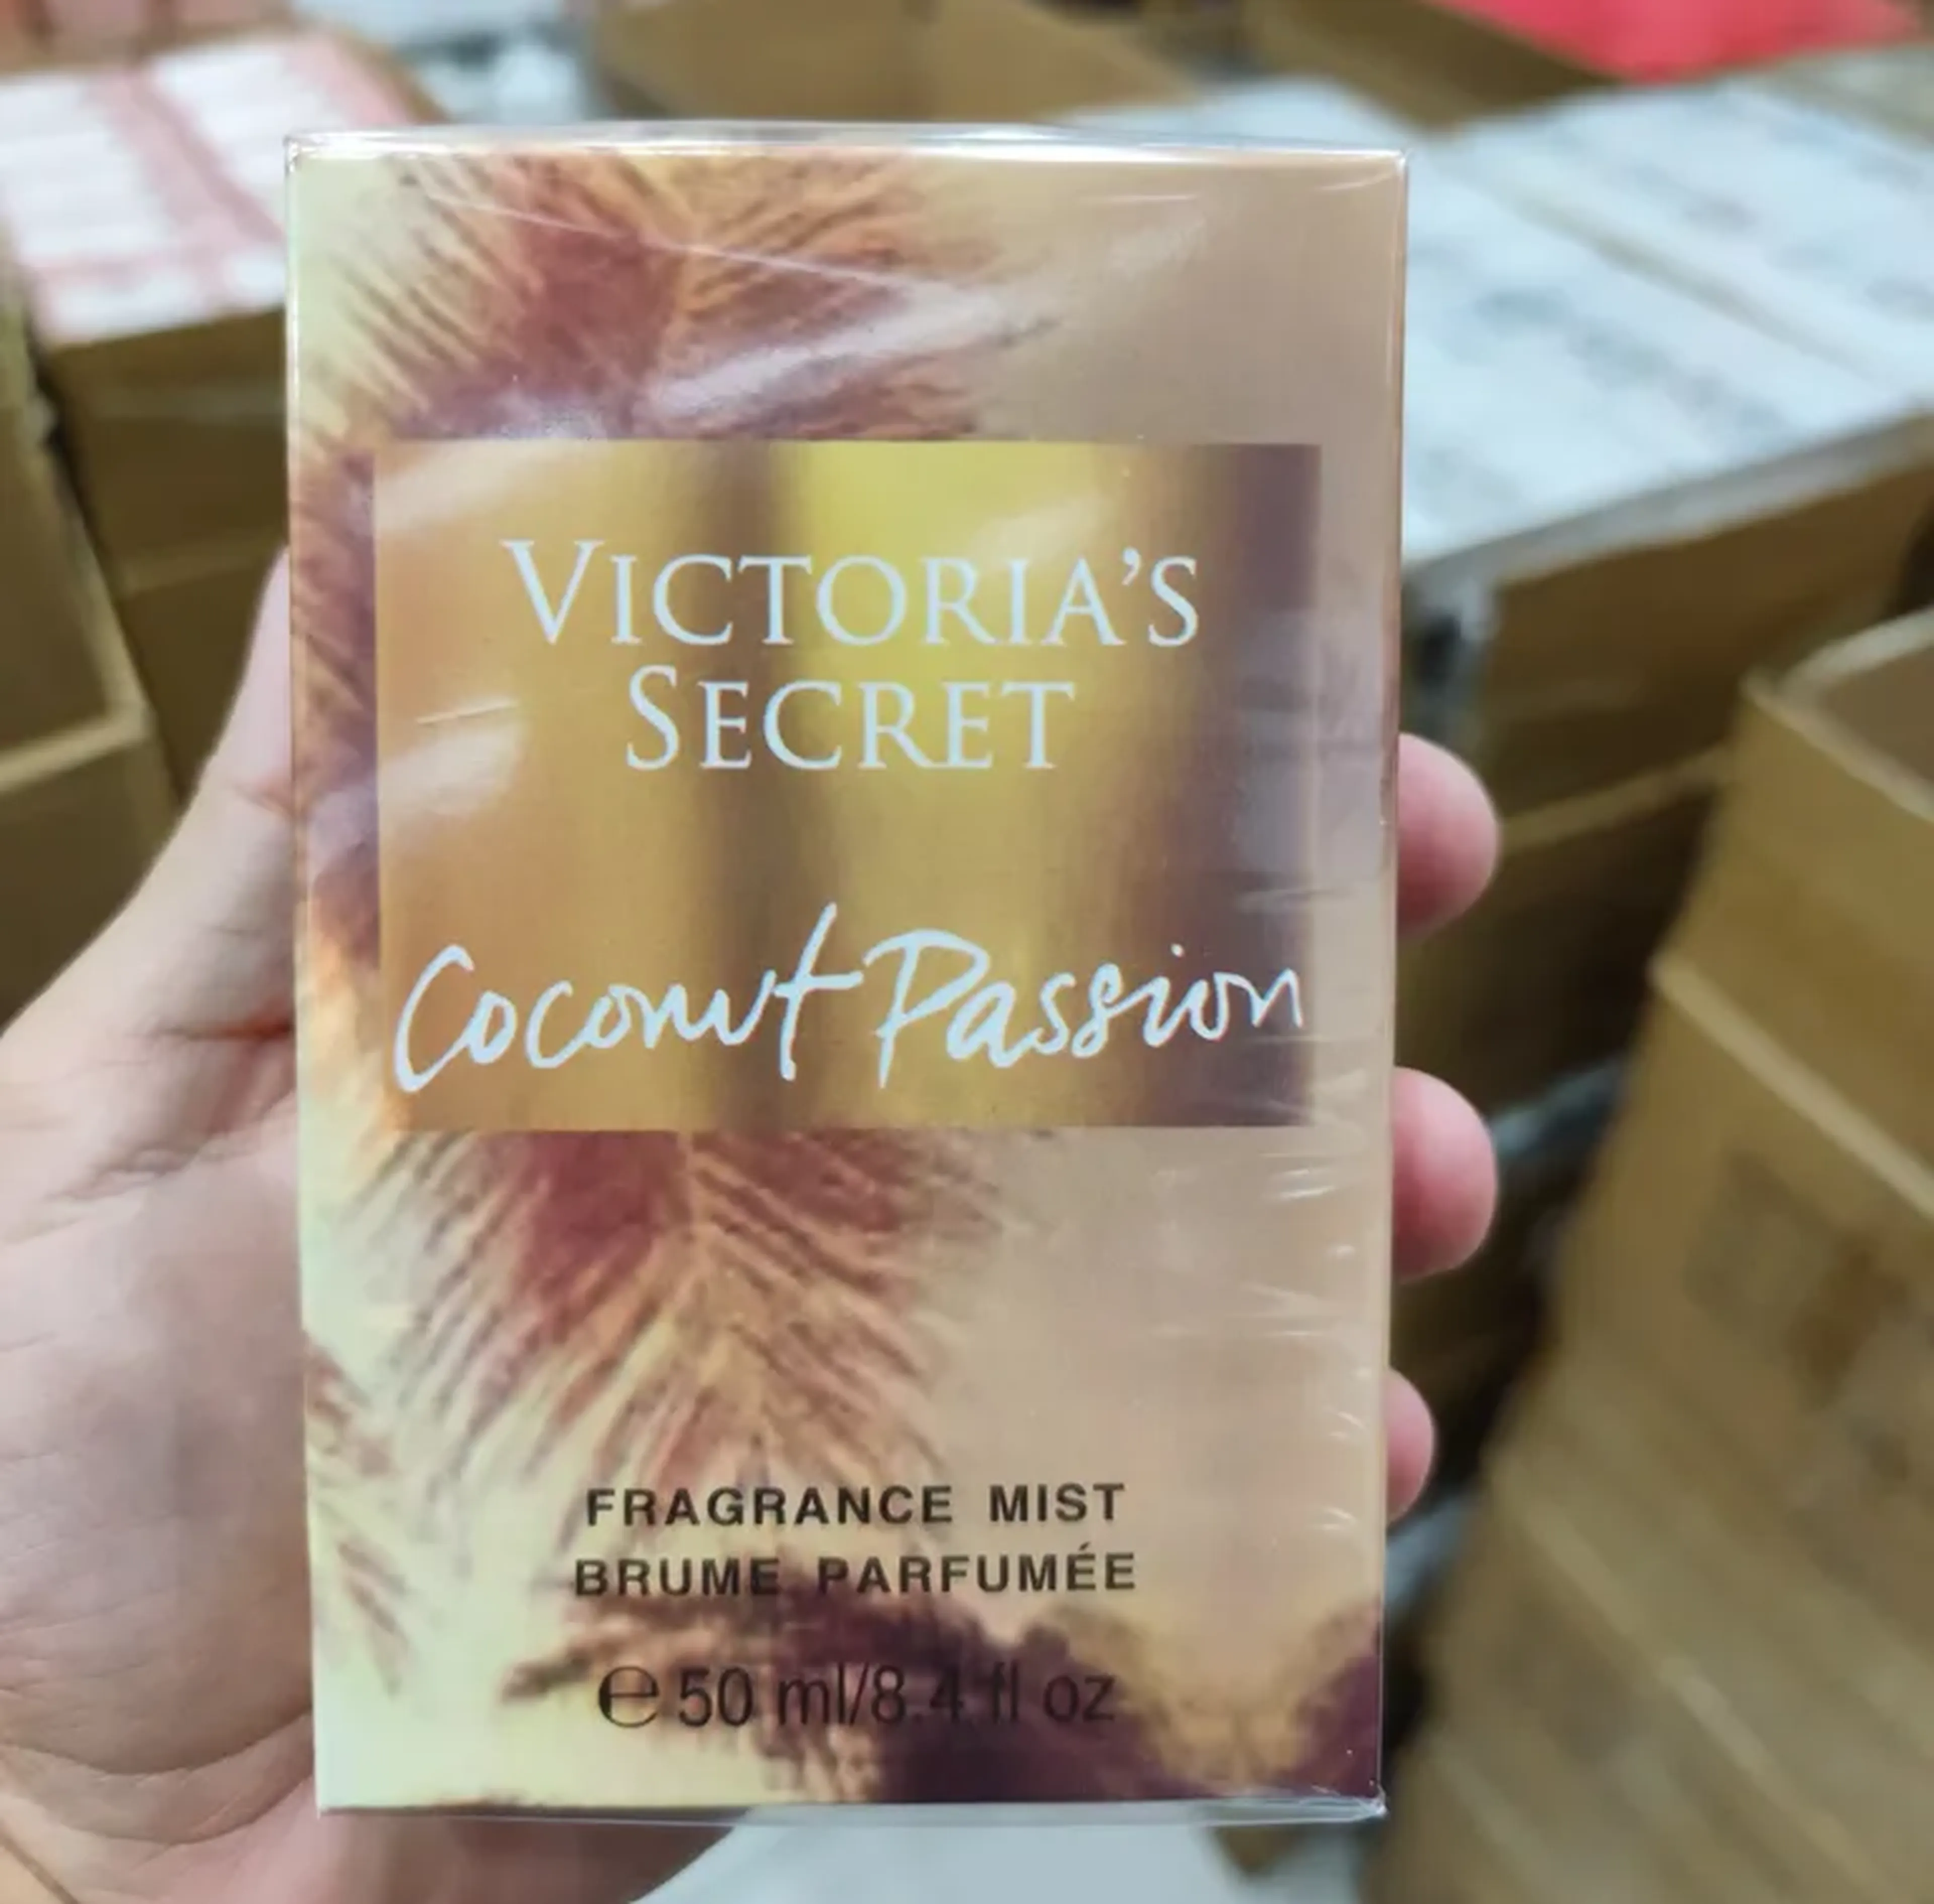 VICTORIA'S
SECRET
Coconut Passion
FRAGRANCE MIST
BRUME PARFUMÉE
℮ 50 ml/8.4 fl oz